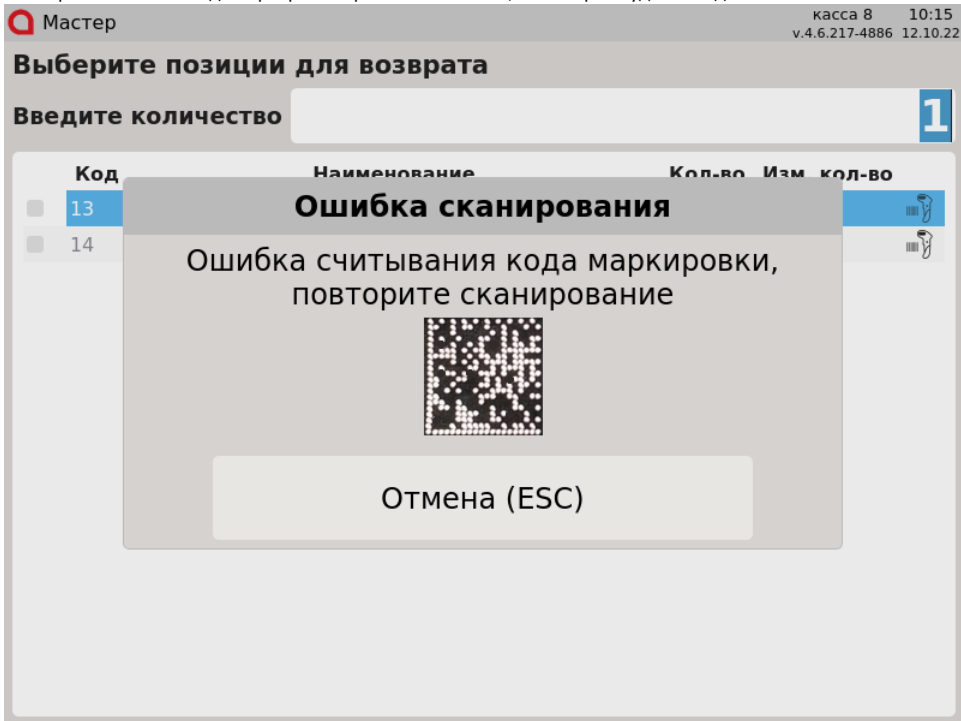 Мастер
касса 8 10:15
v.4.6.217-4886 12.10.22
Выберите позиции для возврата
Введите количество 1
Код Наименование Кол-во Изм. кол-во
13
14
Ошибка сканирования
Ошибка считывания кода маркировки,
повторите сканирование
Отмена (ESC)